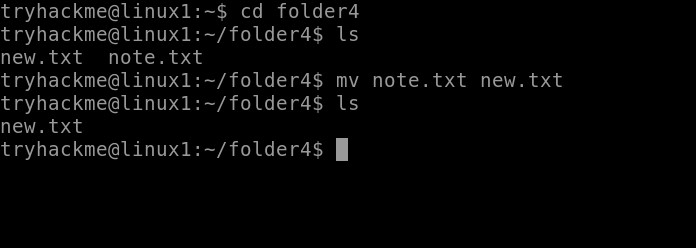 tryhackme@linux1:~$ cd folder4
tryhackme@linux1:~/folder4$ ls
new.txt  note.txt
tryhackme@linux1:~/folder4$ mv note.txt new.txt
tryhackme@linux1:~/folder4$ ls
new.txt
tryhackme@linux1:~/folder4$